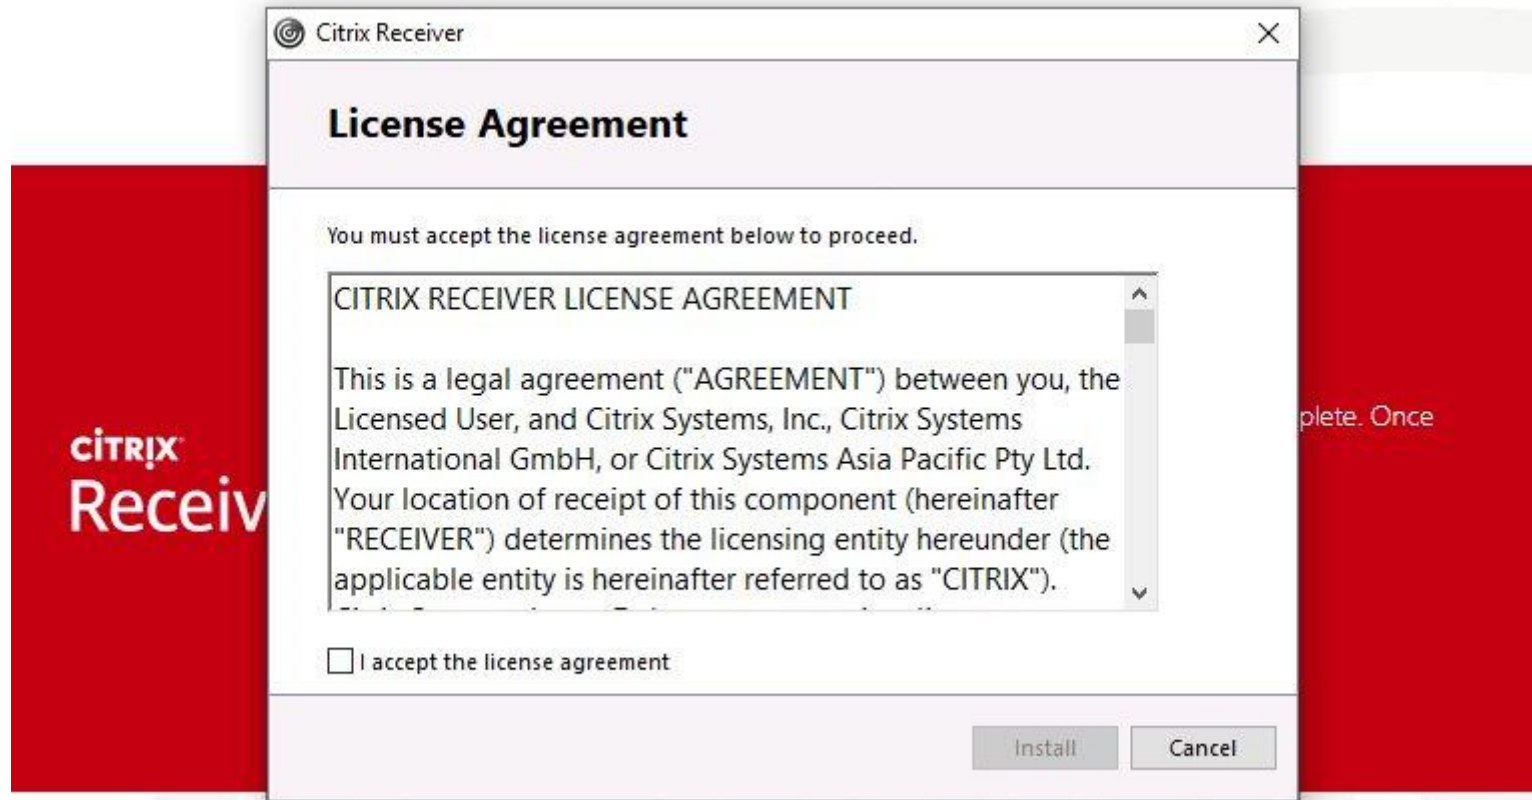 Citrix Receiver
License Agreement
You must accept the license agreement below to proceed.
CITRIX RECEIVER LICENSE AGREEMENT
This is a legal agreement ("AGREEMENT") between you, the
Licensed User, and Citrix Systems, Inc., Citrix Systems
International GmbH, or Citrix Systems Asia Pacific Pty Ltd.
Your location of receipt of this component (hereinafter
"RECEIVER") determines the licensing entity hereunder (the
applicable entity is hereinafter referred to as "CITRIX").
I accept the license agreement
Install
Cancel
CİTRIX
Receiv
plete. Once